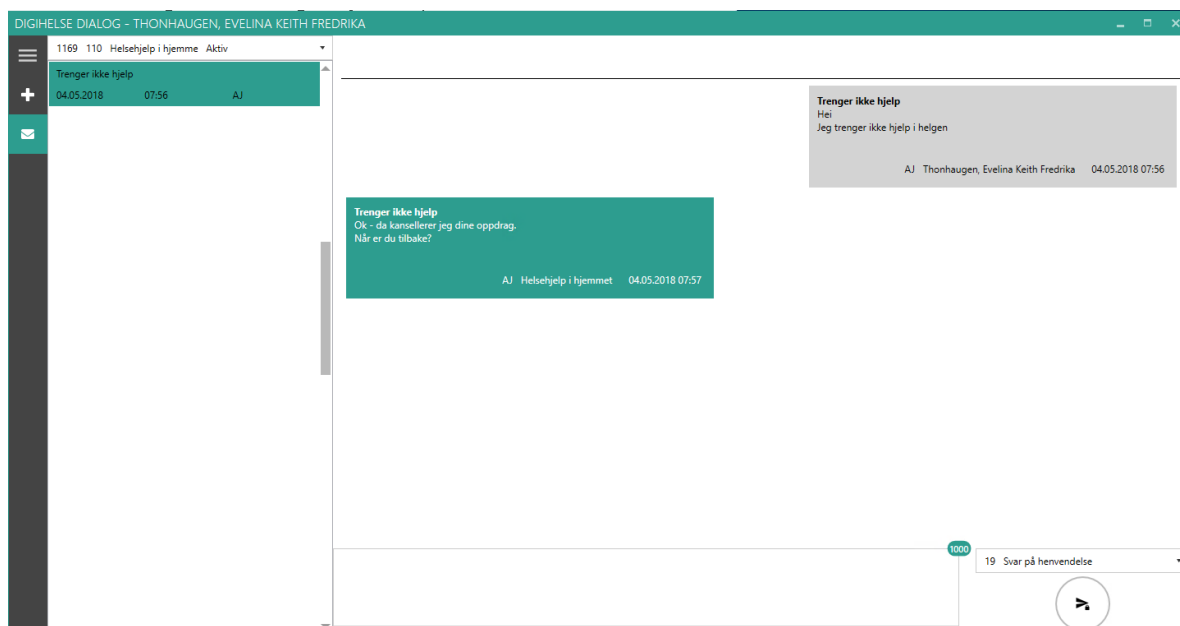 DIGIHELSE DIALOG - THONHAUGEN, EVELINA KEITH FREDRIKA
1169 110 Helsehjelp i hjemme Aktiv
Trenger ikke hjelp
04.05.2018 07:56 AJ
Trenger ikke hjelp
Hei
Jeg trenger ikke hjelp i helgen
AJ Thonhaugen, Evelina Keith Fredrika 04.05.2018 07:56
Trenger ikke hjelp
Ok - da kansellerer jeg dine oppdrag.
Når er du tilbake?
AJ Helsehjelp i hjemmet 04.05.2018 07:57
1000
19 Svar på henvendelse